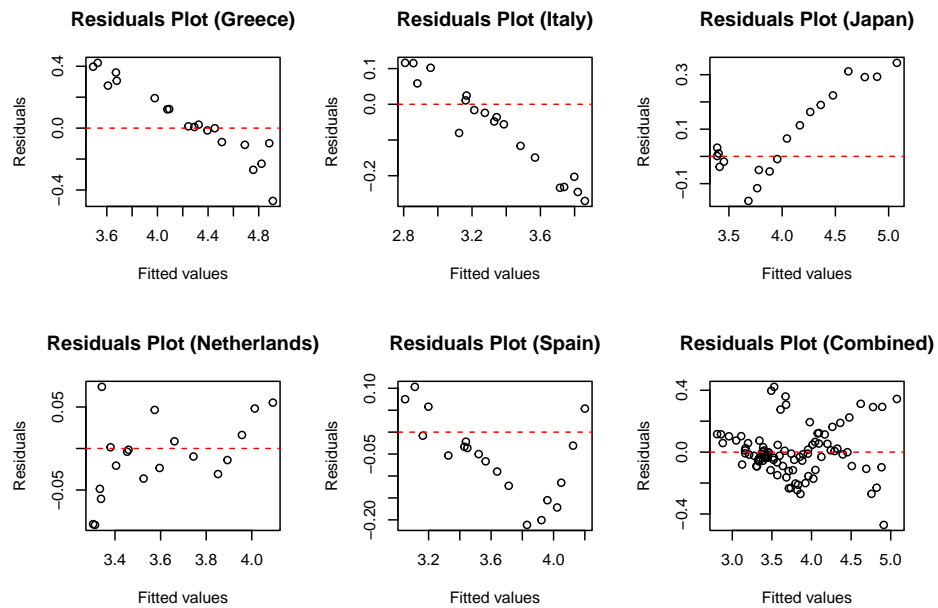 Residuals Plot (Greece)
Residuals
0.4
0.0
−0.4
3.6
4.0
4.4
4.8
Fitted values
Residuals Plot (Italy)
Residuals
0.1
0.0
−0.2
2.8
3.2
3.6
Fitted values
Residuals Plot (Japan)
Residuals
0.3
0.1
−0.1
3.5
4.0
4.5
5.0
Fitted values
Residuals Plot (Netherlands)
Residuals
0.05
−0.05
3.4
3.6
3.8
4.0
Fitted values
Residuals Plot (Spain)
Residuals
0.10
−0.05
−0.20
3.2
3.6
4.0
Fitted values
Residuals Plot (Combined)
Residuals
0.4
0.0
−0.4
3.0
3.5
4.0
4.5
5.0
Fitted values